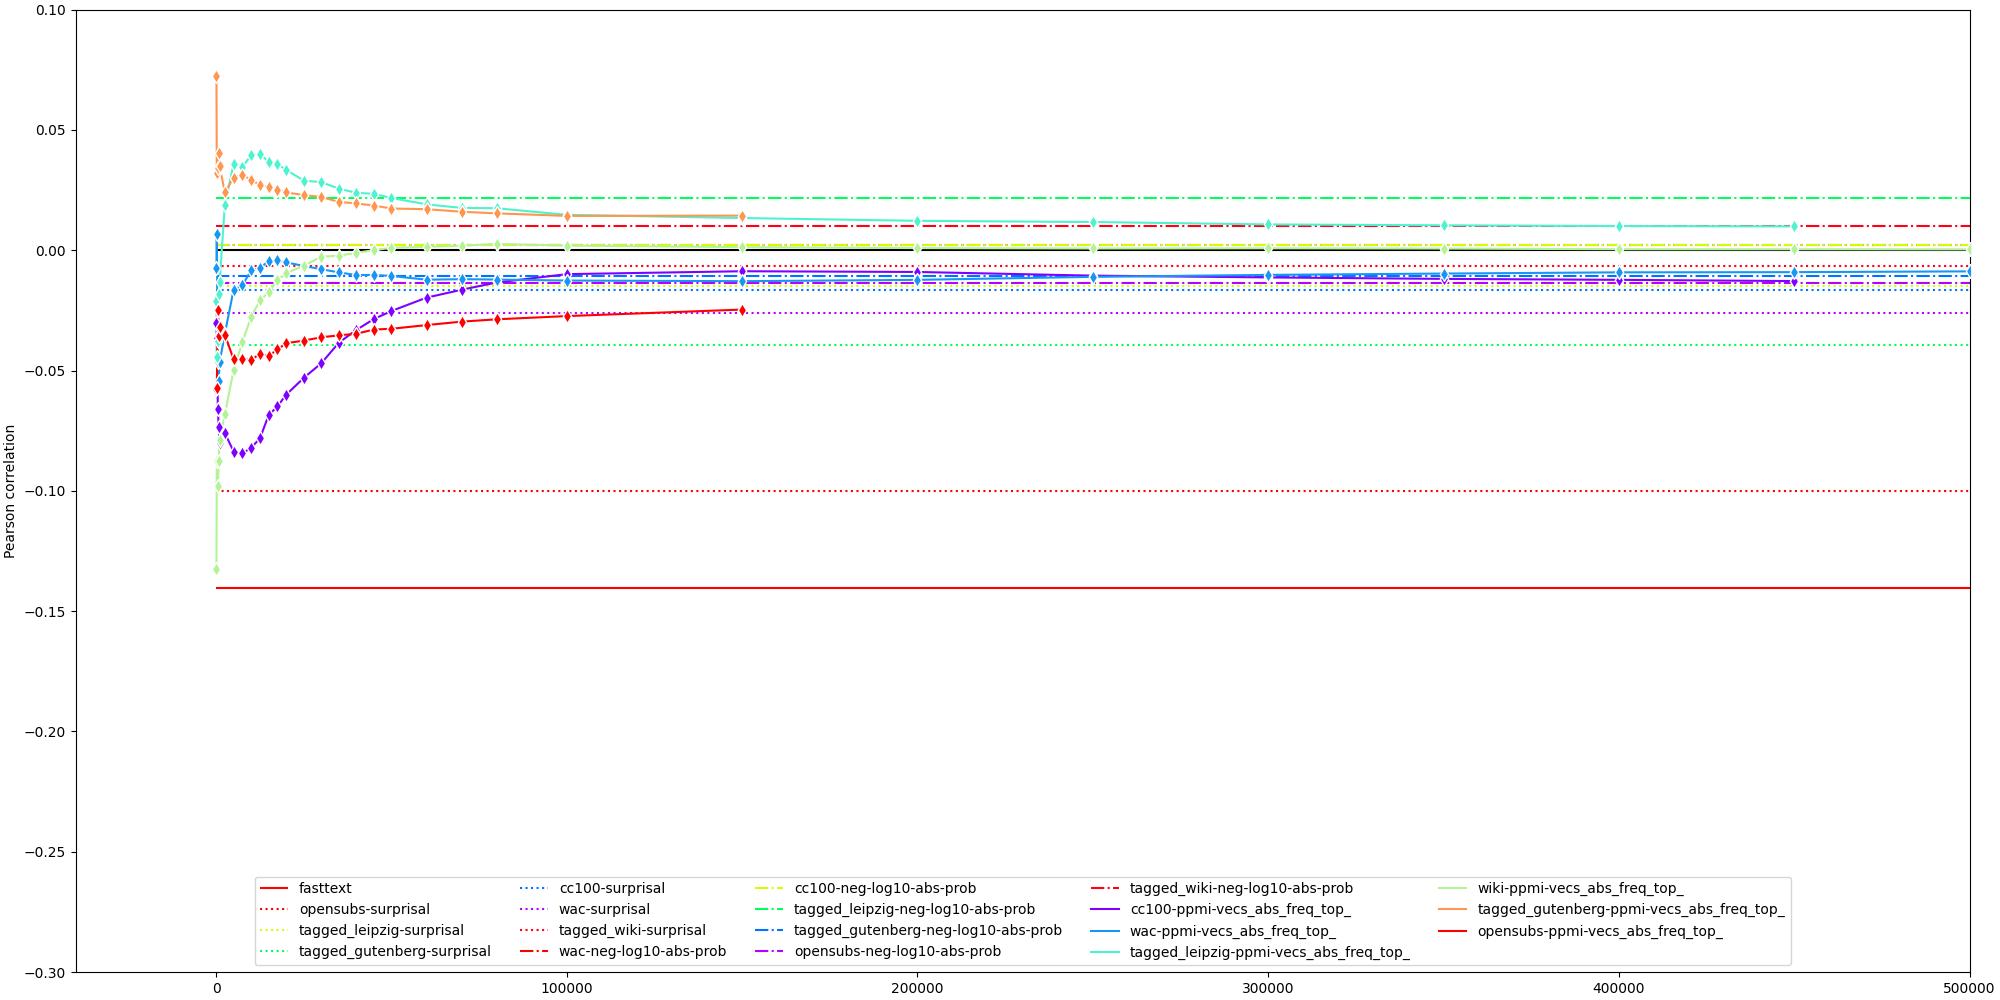 0.10
0.05
0.00
−0.05
−0.10
−0.15
−0.20
−0.25
−0.30
Pearson correlation
0
100000
200000
300000
400000
500000
fasttext
opensubs-surprisal
tagged_leipzig-surprisal
tagged_gutenberg-surprisal
cc100-surprisal
wac-surprisal
tagged_wiki-surprisal
wac-neg-log10-abs-prob
cc100-neg-log10-abs-prob
tagged_leipzig-neg-log10-abs-prob
tagged_gutenberg-neg-log10-abs-prob
opensubs-neg-log10-abs-prob
tagged_wiki-neg-log10-abs-prob
cc100-ppmi-vecs_abs_freq_top_
wac-ppmi-vecs_abs_freq_top_
tagged_leipzig-ppmi-vecs_abs_freq_top_
wiki-ppmi-vecs_abs_freq_top_
tagged_gutenberg-ppmi-vecs_abs_freq_top_
opensubs-ppmi-vecs_abs_freq_top_